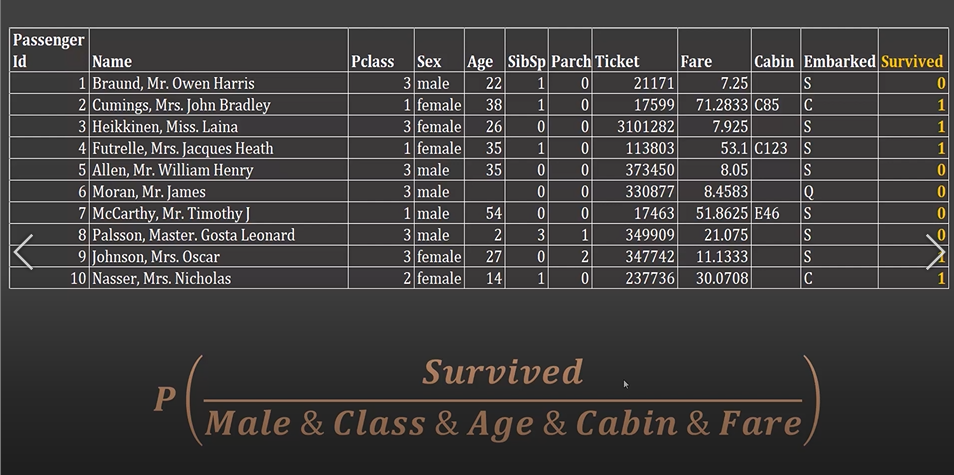 Passenger
Id Name Pclass Sex Age SibSp Parch Ticket Fare Cabin Embarked Survived
1 Braund, Mr. Owen Harris 3 male 22 1 0 21171 7.25 S 0
2 Cumings, Mrs. John Bradley 1 female 38 1 0 17599 71.2833 C85 C 1
3 Heikkinen, Miss. Laina 3 female 26 0 0 3101282 7.925 S 1
4 Futrelle, Mrs. Jacques Heath 1 female 35 1 0 113803 53.1 C123 S 1
5 Allen, Mr. William Henry 3 male 35 0 0 373450 8.05 S 0
6 Moran, Mr. James 3 male 0 0 330877 8.4583 Q 0
7 McCarthy, Mr. Timothy J 1 male 54 0 0 17463 51.8625 E46 S 0
8 Palsson, Master. Gosta Leonard 3 male 2 3 1 349909 21.075 S 0
9 Johnson, Mrs. Oscar 3 female 27 0 2 347742 11.1333 S 1
10 Nasser, Mrs. Nicholas 2 female 14 1 0 237736 30.0708 C 1
Survived
P
Male & Class & Age & Cabin & Fare